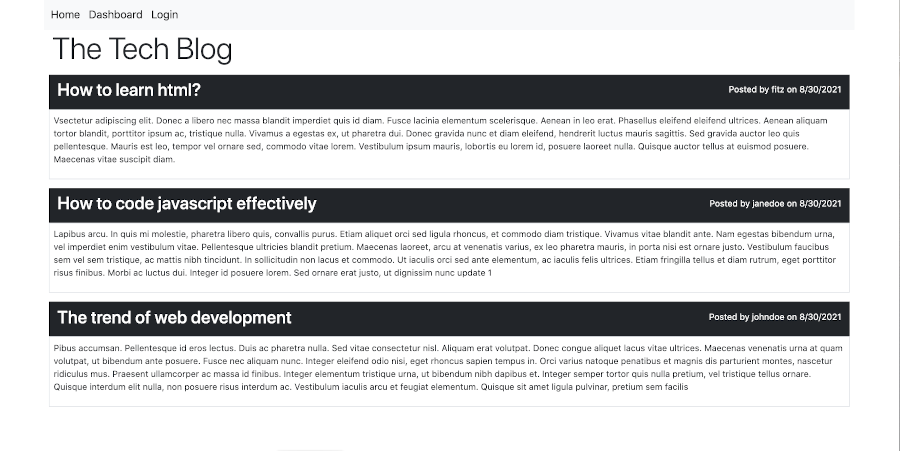 Home Dashboard Login
The Tech Blog
How to learn html? Posted by fitz on 8/30/2021
Vsectetur adipiscing elit. Donec a libero nec massa blandit imperdiet quis id diam. Fusce lacinia elementum scelerisque. Aenean in leo erat. Phasellus eleifend eleifend ultrices. Aenean aliquam
tortor blandit, porttitor ipsum ac, tristique nulla. Vivamus a egestas ex, ut pharetra dui. Donec gravida nunc et diam eleifend, hendrerit luctus mauris sagittis. Sed gravida auctor leo quis
pellentesque. Mauris est leo, tempor vel ornare sed, commodo vitae lorem. Vestibulum ipsum mauris, lobortis eu lorem id, posuere laoreet nulla. Quisque auctor tellus at euismod posuere.
Maecenas vitae suscipit diam.
How to code javascript effectively Posted by janedoe on 8/30/2021
Lapibus arcu. In quis mi molestie, pharetra libero quis, convallis purus. Etiam aliquet orci sed ligula rhoncus, et commodo diam tristique. Vivamus vitae blandit ante. Nam egestas bibendum urna,
vel imperdiet enim vestibulum vitae. Pellentesque ultricies blandit pretium. Maecenas laoreet, arcu at venenatis varius, ex leo pharetra mauris, in porta nisi est ornare justo. Vestibulum faucibus
sem vel sem tristique, ac mattis nibh tincidunt. In sollicitudin non lacus et commodo. Ut iaculis orci sed ante elementum, ac iaculis felis ultrices. Etiam fringilla tellus et diam rutrum, eget porttitor
risus finibus. Morbi ac luctus dui. Integer id posuere lorem. Sed ornare erat justo, ut dignissim nunc update 1
The trend of web development Posted by johndoe on 8/30/2021
Pibus accumsan. Pellentesque id eros lectus. Duis ac pharetra nulla. Sed vitae consectetur nisl. Aliquam erat volutpat. Donec congue aliquet lacus vitae ultrices. Maecenas venenatis urna at quam
volutpat, ut bibendum ante posuere. Fusce nec aliquam nunc. Integer eleifend odio nisi, eget rhoncus sapien tempus in. Orci varius natoque penatibus et magnis dis parturient montes, nascetur
ridiculus mus. Praesent ullamcorper ac massa id finibus. Integer elementum tristique urna, ut bibendum nibh dapibus et. Integer semper tortor quis nulla pretium, vel tristique tellus ornare.
Quisque interdum elit nulla, non posuere risus interdum ac. Vestibulum iaculis arcu et feugiat elementum. Quisque sit amet ligula pulvinar, pretium sem facilis